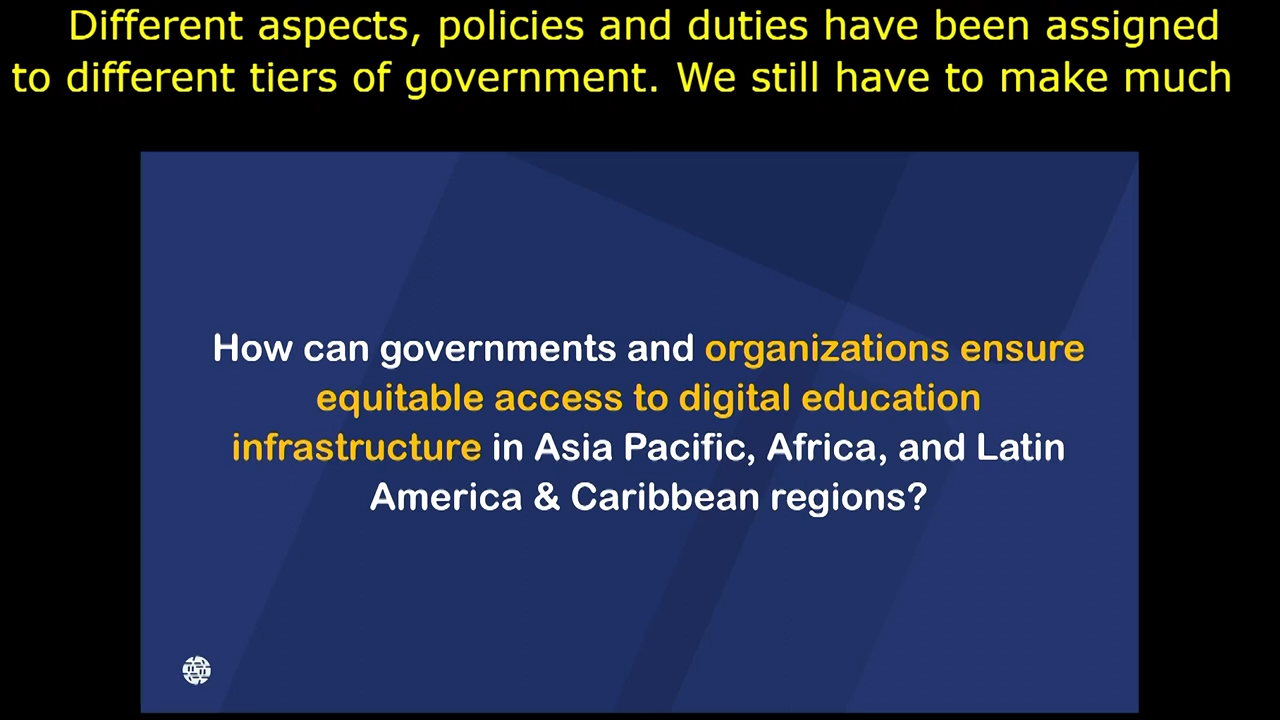 Different aspects, policies and duties have been assigned
to different tiers of government. We still have to make much
How can governments and organizations ensure
equitable access to digital education
infrastructure in Asia Pacific, Africa, and Latin
America & Caribbean regions?